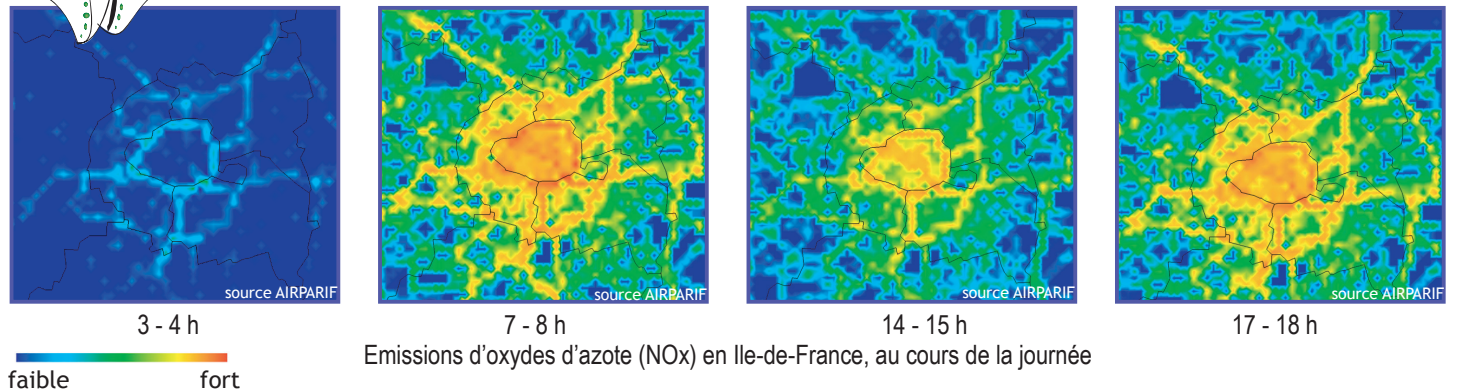 source AIRPARIF
source AIRPARIF
source AIRPARIF
source AIRPARIF
3 - 4 h
7 - 8 h
14 - 15 h
17 - 18 h
Emissions d'oxydes d'azote (NOx) en Ile-de-France, au cours de la journée
faible
fort